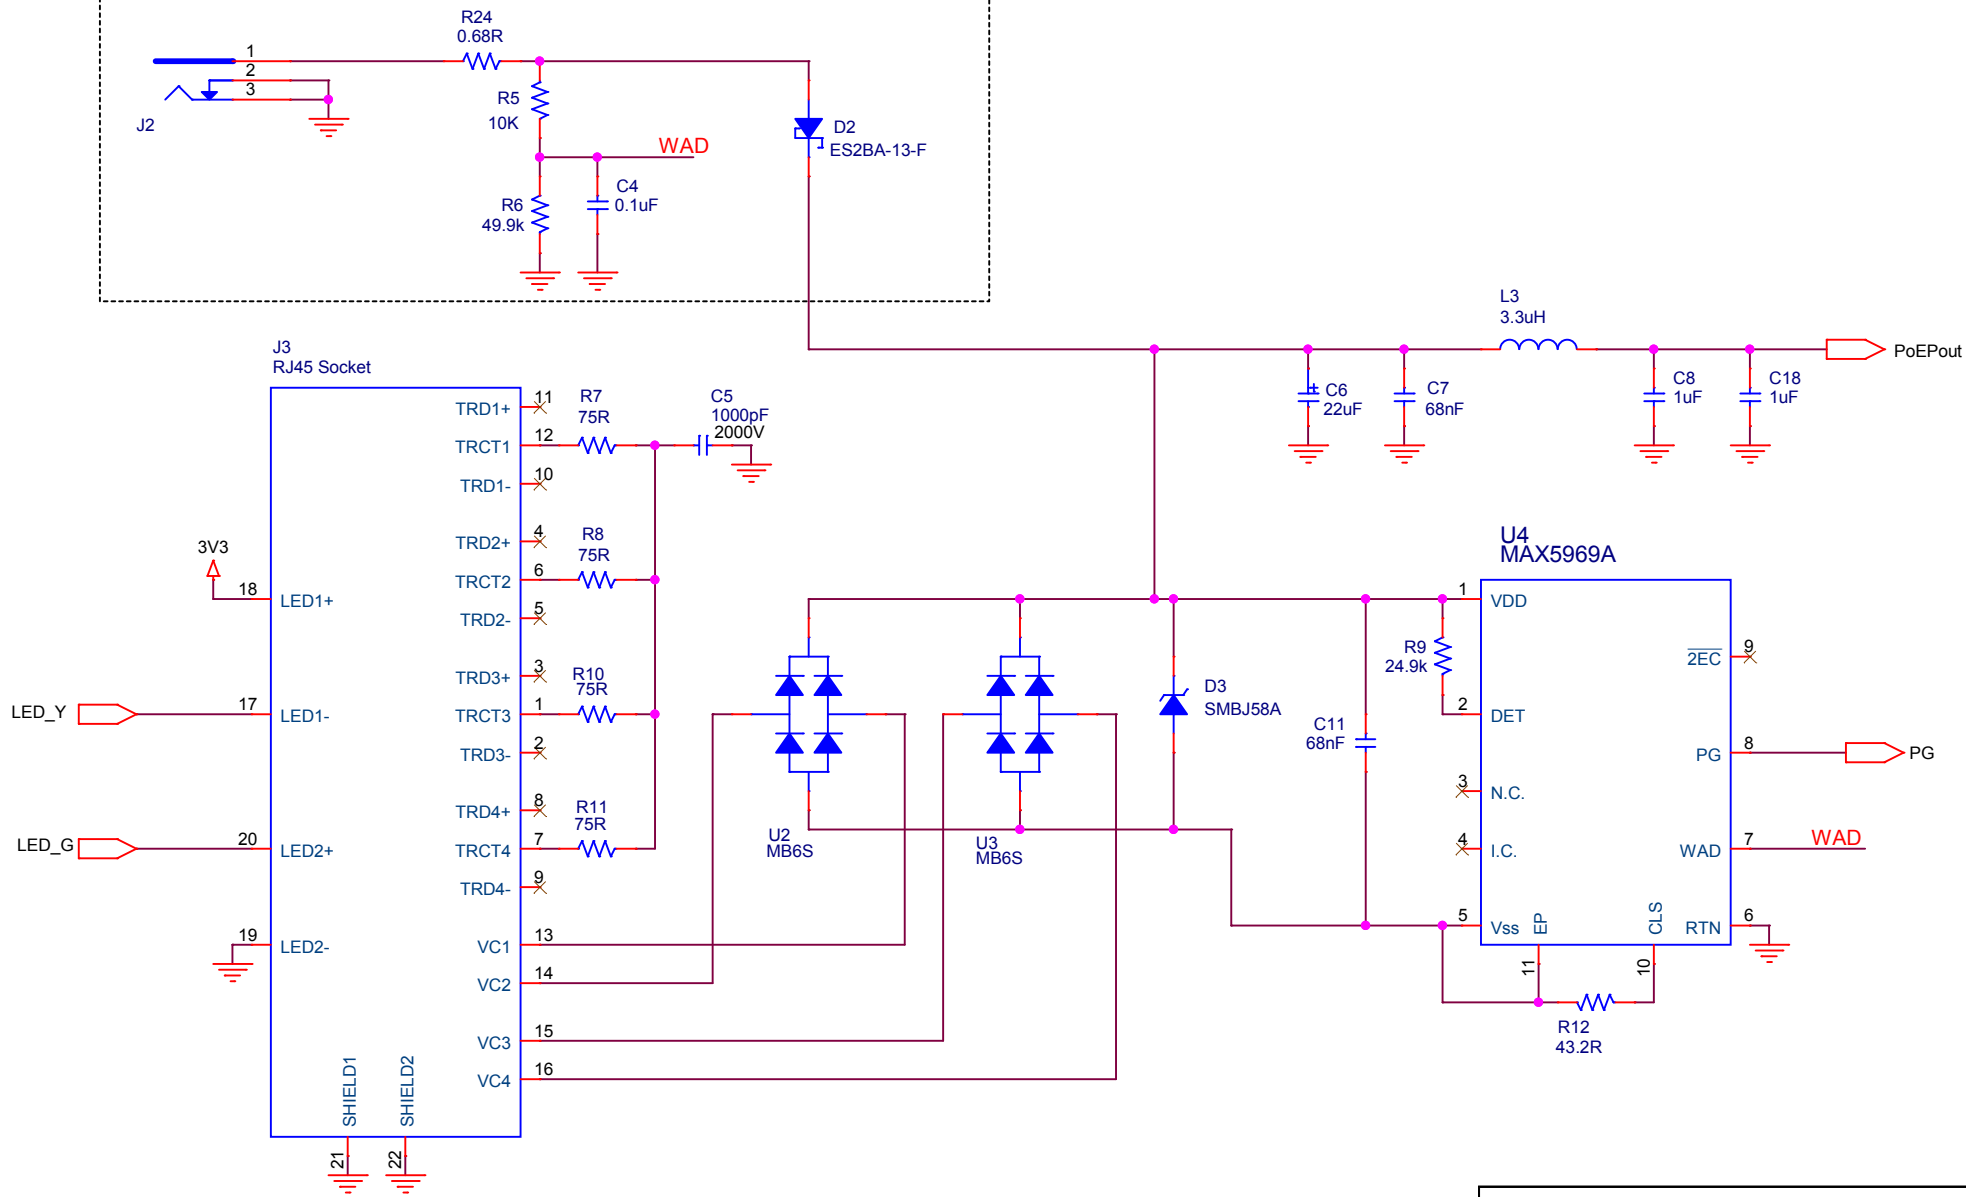 R24
0.68R
1
2
3
J2
R5
10K
WAD
D2
ES2BA-13-F
R6
49.9k
C4
0.1uF
L3
3.3uH
PoEPout
C6
22uF
C7
68nF
C8
1uF
C18
1uF
J3
RJ45 Socket
TRD1+
11
TRCT1
12
TRD1-
10
TRD2+
4
TRCT2
6
TRD2-
5
TRD3+
3
TRCT3
1
TRD3-
2
TRD4+
8
TRCT4
7
TRD4-
9
VC1
13
VC2
14
VC3
15
VC4
16
3V3
18
LED1+
LED_Y
17
LED1-
LED_G
20
LED2+
19
LED2-
SHIELD1
21
SHIELD2
22
R7
75R
C5
1000pF
2000V
R8
75R
R10
75R
R11
75R
U2
MB6S
U3
MB6S
D3
SMBJ58A
C11
68nF
R9
24.9k
U4
MAX5969A
1
VDD
2
DET
3
N.C.
4
I.C.
5
Vss
EP
11
CLS
10
2EC
9
PG
8
PG
WAD
7
WAD
RTN
6
R12
43.2R